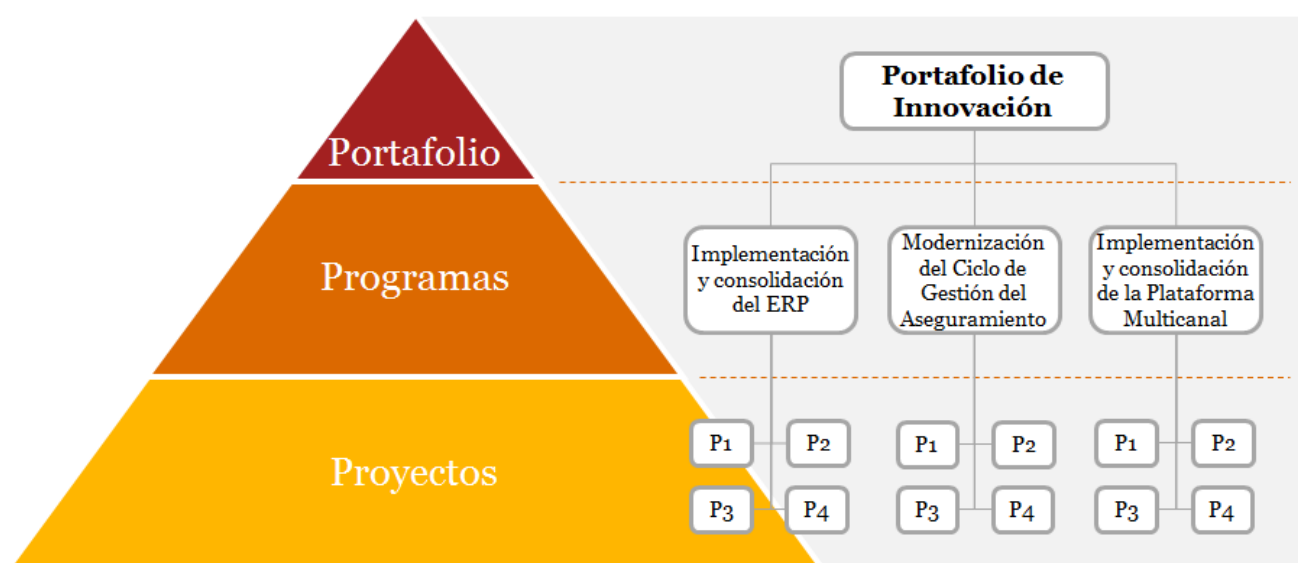 Portafolio
Programas
Proyectos
Portafolio de
Innovación
Implementación
y consolidación
del ERP
Modernización
del Ciclo de
Gestión del
Aseguramiento
Implementación
y consolidación
de la Plataforma
Multicanal
P1
P2
P3
P4
P1
P2
P3
P4
P1
P2
P3
P4